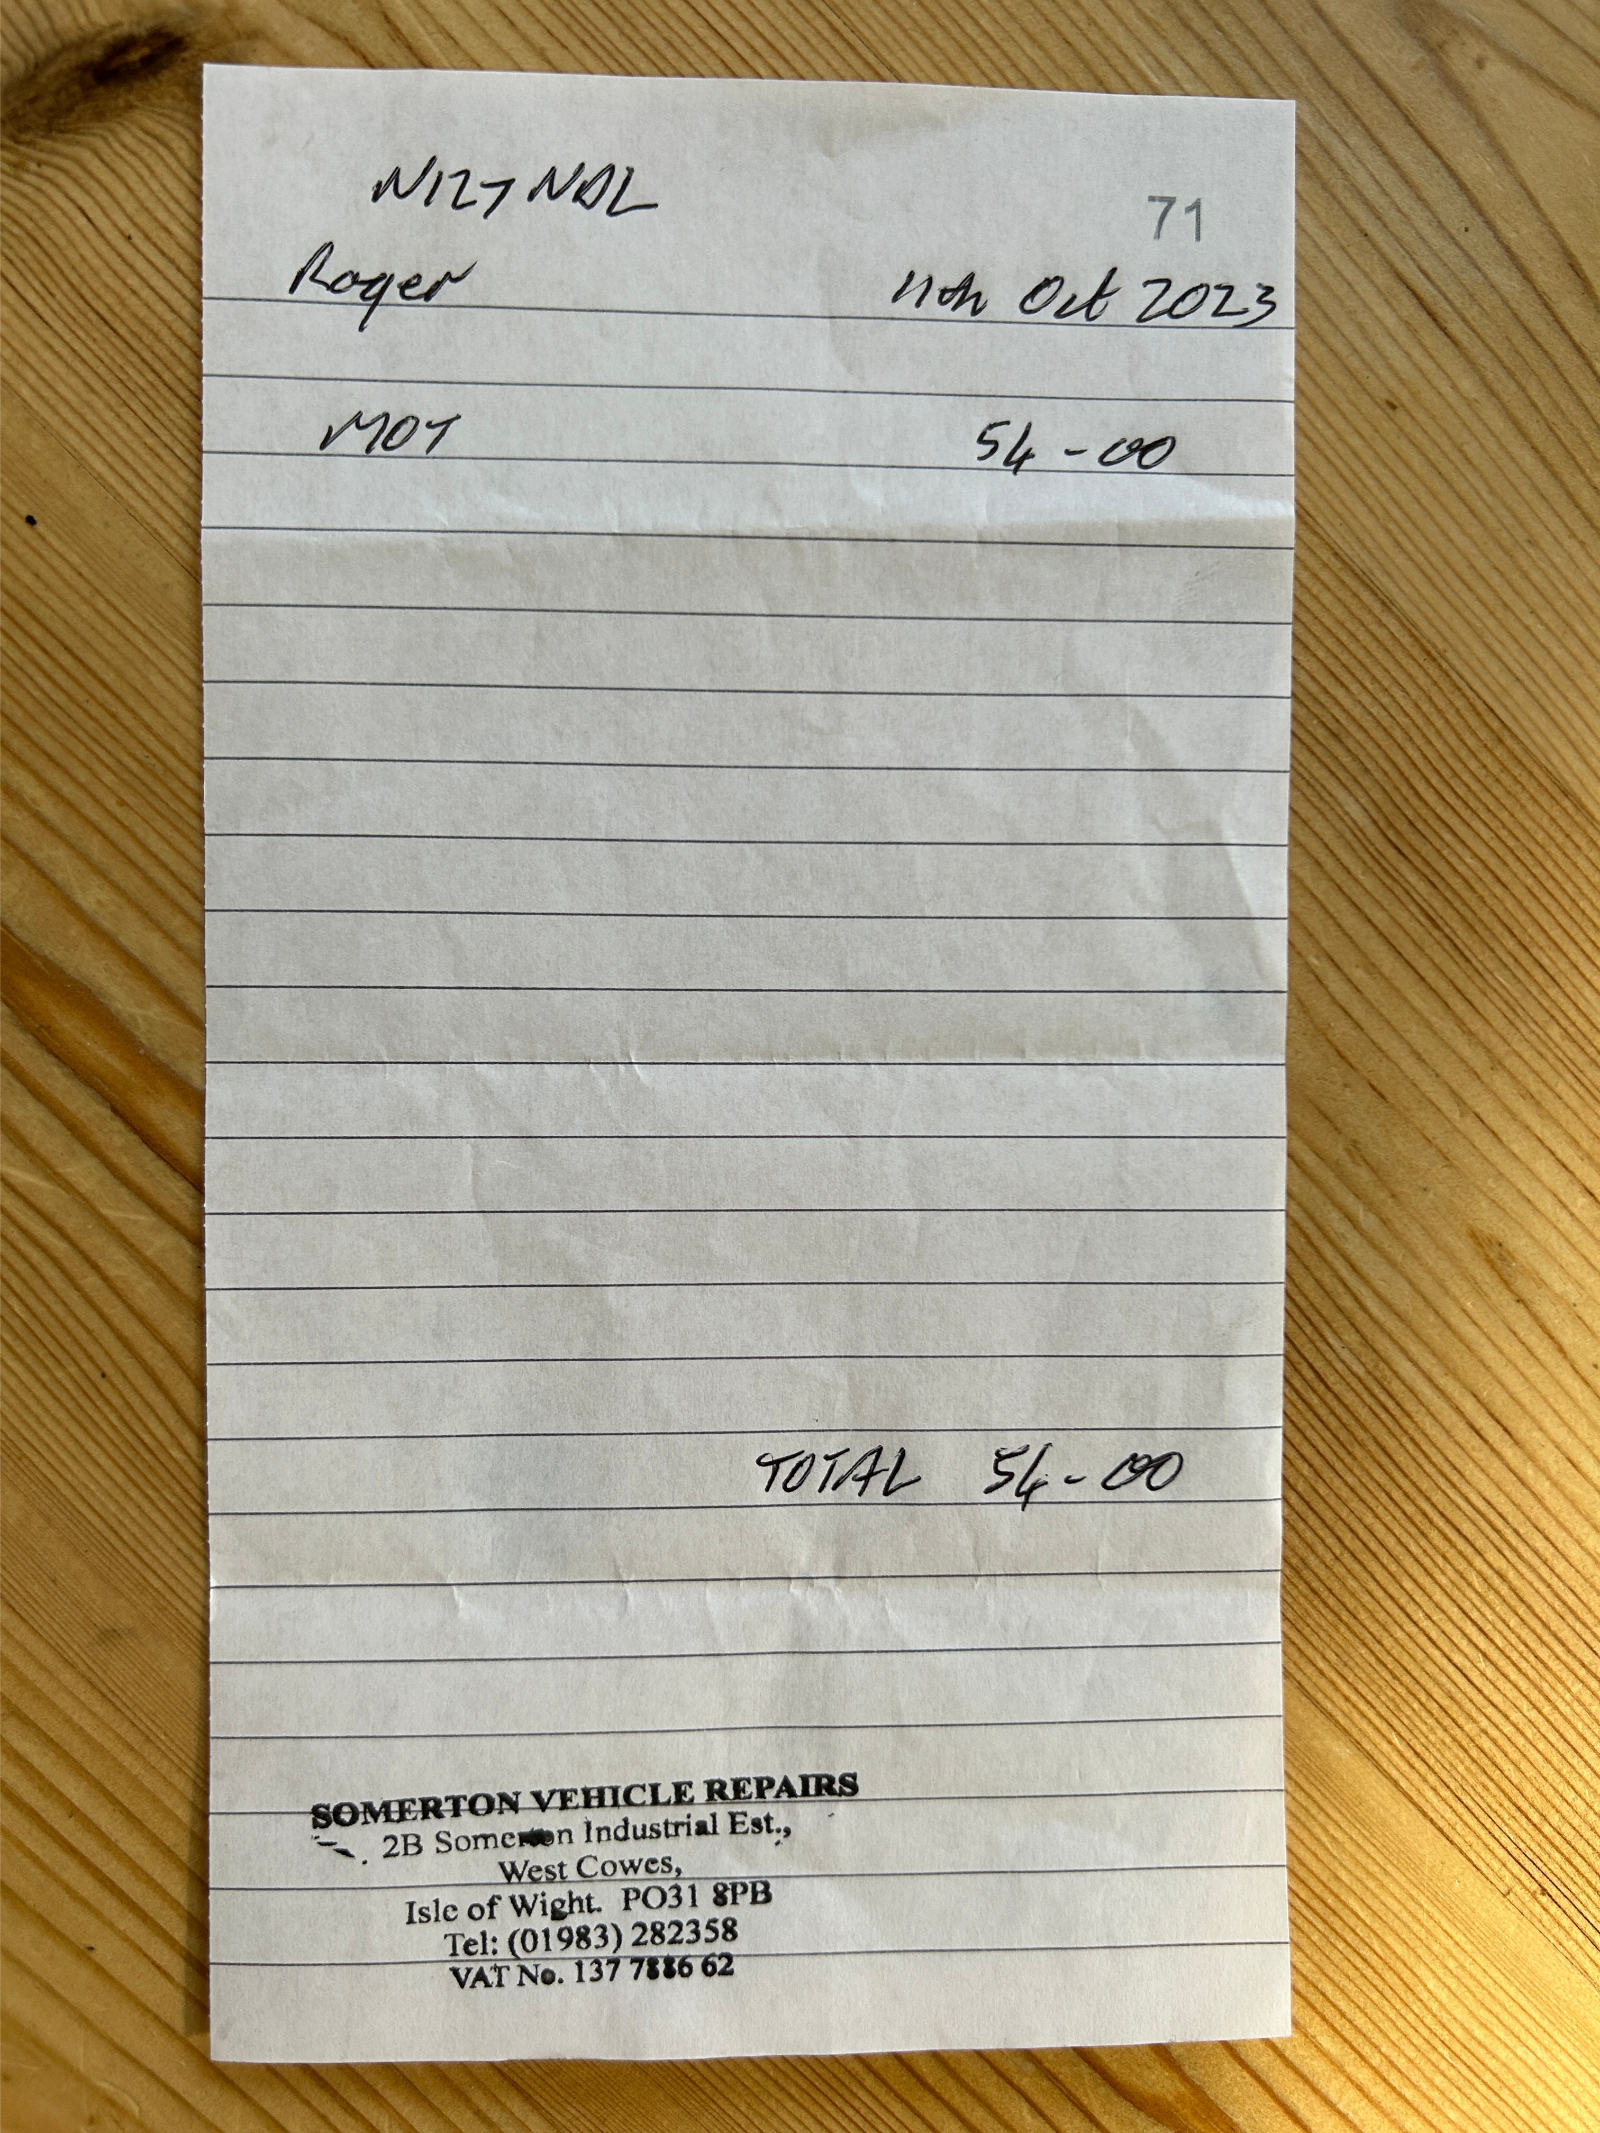 N127 NDL
71
Roger 11th Oct 2023
MOT 54-00
TOTAL 54-00
SOMERTON VEHICLE REPAIRS
2B Somerton Industrial Est.,
West Cowes,
Isle of Wight. PO31 8PB
Tel: (01983) 282358
VAT No. 137 7886 62